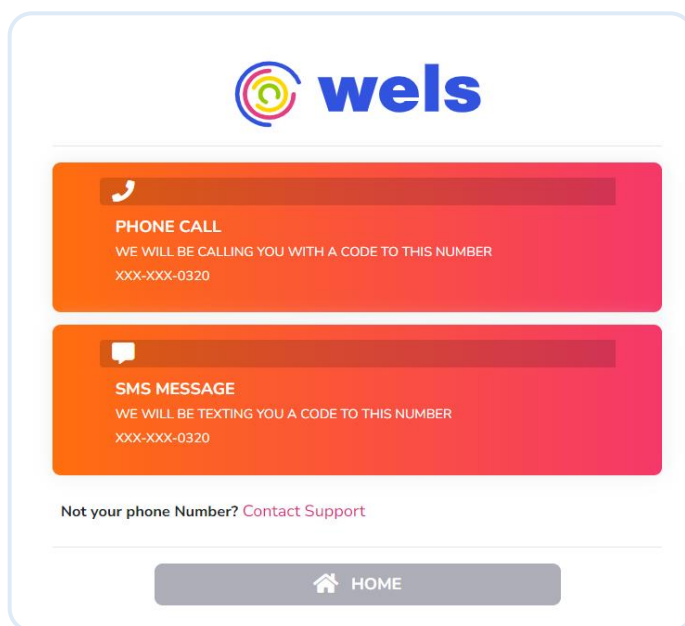 wels
PHONE CALL
WE WILL BE CALLING YOU WITH A CODE TO THIS NUMBER
XXX-XXX-0320
SMS MESSAGE
WE WILL BE TEXTING YOU A CODE TO THIS NUMBER
XXX-XXX-0320
Not your phone Number? Contact Support
HOME